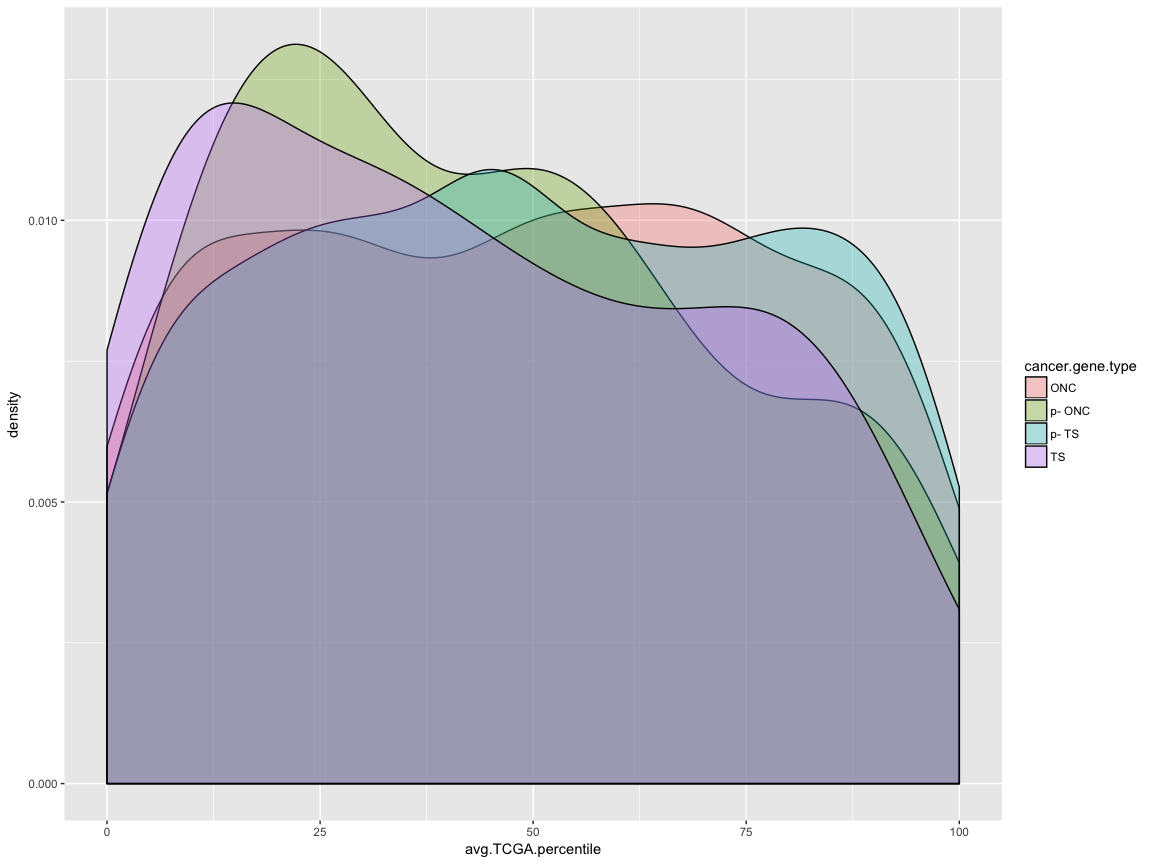 density
0.010
0.005
0.000
0
25
50
75
100
avg.TCGA.percentile
cancer.gene.type
ONC
p- ONC
p- TS
TS